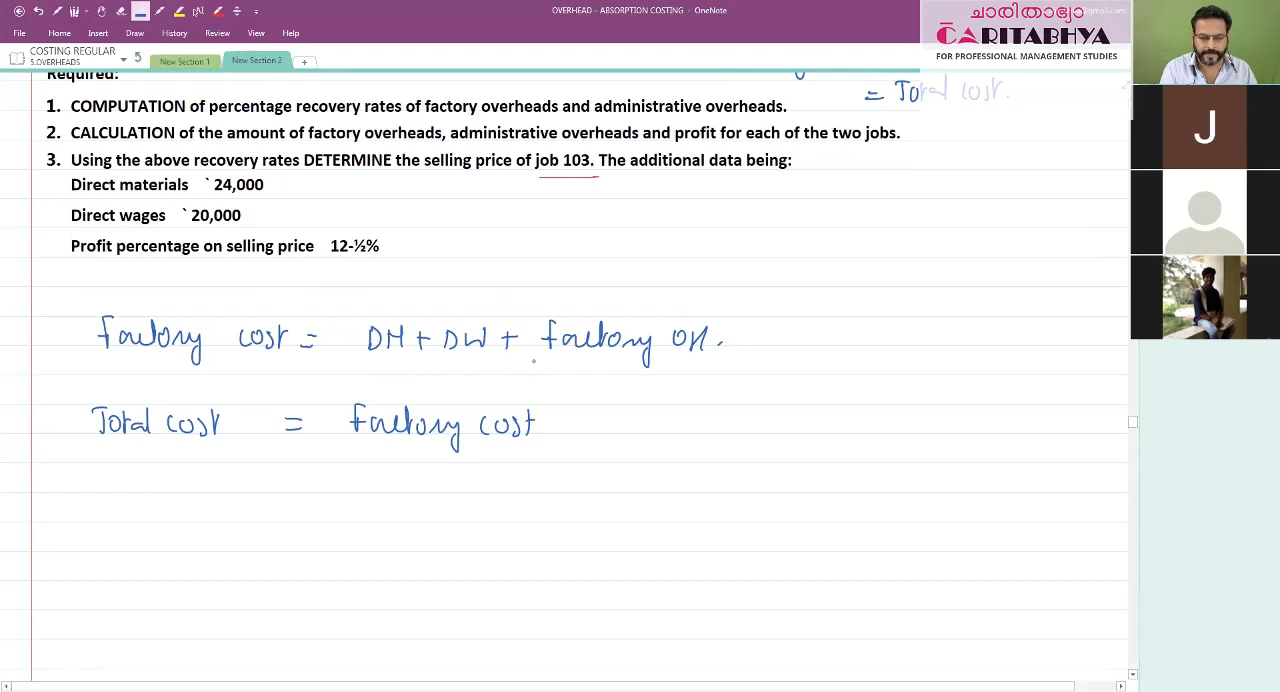 OVERHEAD – ABSORPTION COSTING - OneNote
ചാരിതാഭ്യാ
CARITABHYA
FOR PROFESSIONAL MANAGEMENT STUDIES
File Home Insert Draw History Review View Help
COSTING REGULAR
5.OVERHEADS
New Section 1 New Section 2 +
Required:
= Total cost.
1. COMPUTATION of percentage recovery rates of factory overheads and administrative overheads.
2. CALCULATION of the amount of factory overheads, administrative overheads and profit for each of the two jobs.
3. Using the above recovery rates DETERMINE the selling price of job 103. The additional data being:
Direct materials ` 24,000
Direct wages ` 20,000
Profit percentage on selling price 12-½%
factory cost = DM + DW + factory OH.
Total cost = factory cost
J